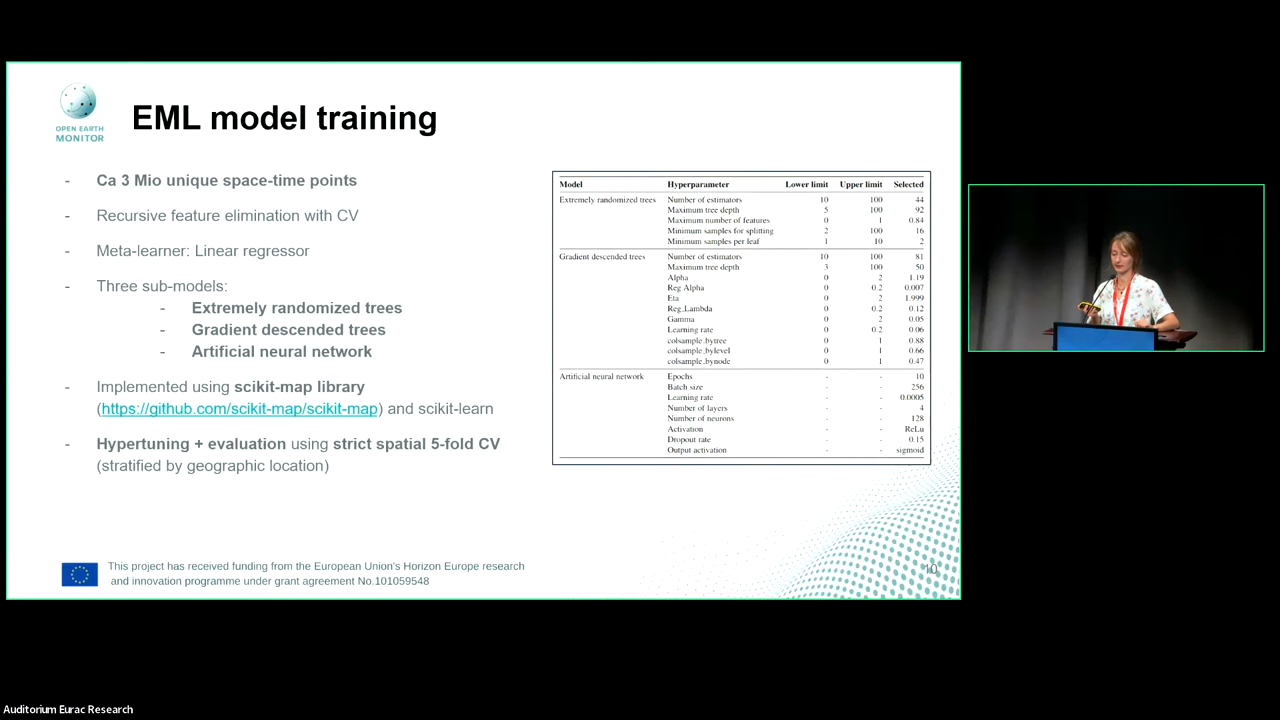 OPEN EARTH
MONITOR
EML model training
- Ca 3 Mio unique space-time points
- Recursive feature elimination with CV
- Meta-learner: Linear regressor
- Three sub-models:
- Extremely randomized trees
- Gradient descended trees
- Artificial neural network
- Implemented using scikit-map library
(https://github.com/scikit-map/scikit-map) and scikit-learn
- Hypertuning + evaluation using strict spatial 5-fold CV
(stratified by geographic location)
Model Hyperparameter Lower limit Upper limit Selected
Extremely randomized trees Number of estimators 10 100 44
Maximum tree depth 5 100 92
Maximum number of features 0 1 0.84
Minimum samples for splitting 2 100 16
Minimum samples per leaf 1 10 2
Gradient descended trees Number of estimators 10 100 81
Maximum tree depth 3 100 50
Alpha 0 2 1.19
Reg Alpha 0 0.2 0.007
Eta 0 2 1.999
Reg_Lambda 0 0.2 0.12
Gamma 0 2 0.05
Learning rate 0 0.2 0.06
colsample_bytree 0 1 0.88
colsample_bylevel 0 1 0.66
colsample_bynode 0 1 0.47
Artificial neural network Epochs - - 10
Batch size - - 256
Learning rate - - 0.0005
Number of layers - - 4
Number of neurons - - 128
Activation - - ReLu
Dropout rate - - 0.15
Output activation - - sigmoid
This project has received funding from the European Union's Horizon Europe research
and innovation programme under grant agreement No.101059548
10
Auditorium Eurac Research